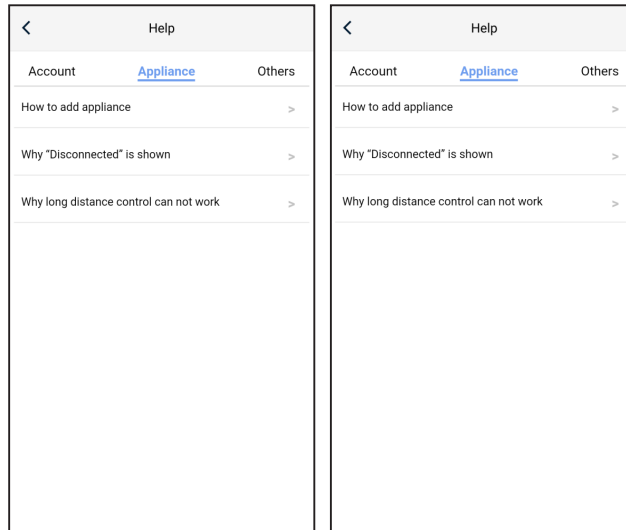 Help
Account Appliance Others
How to add appliance >
Why “Disconnected” is shown >
Why long distance control can not work >
Help
Account Appliance Others
How to add appliance >
Why “Disconnected” is shown >
Why long distance control can not work >